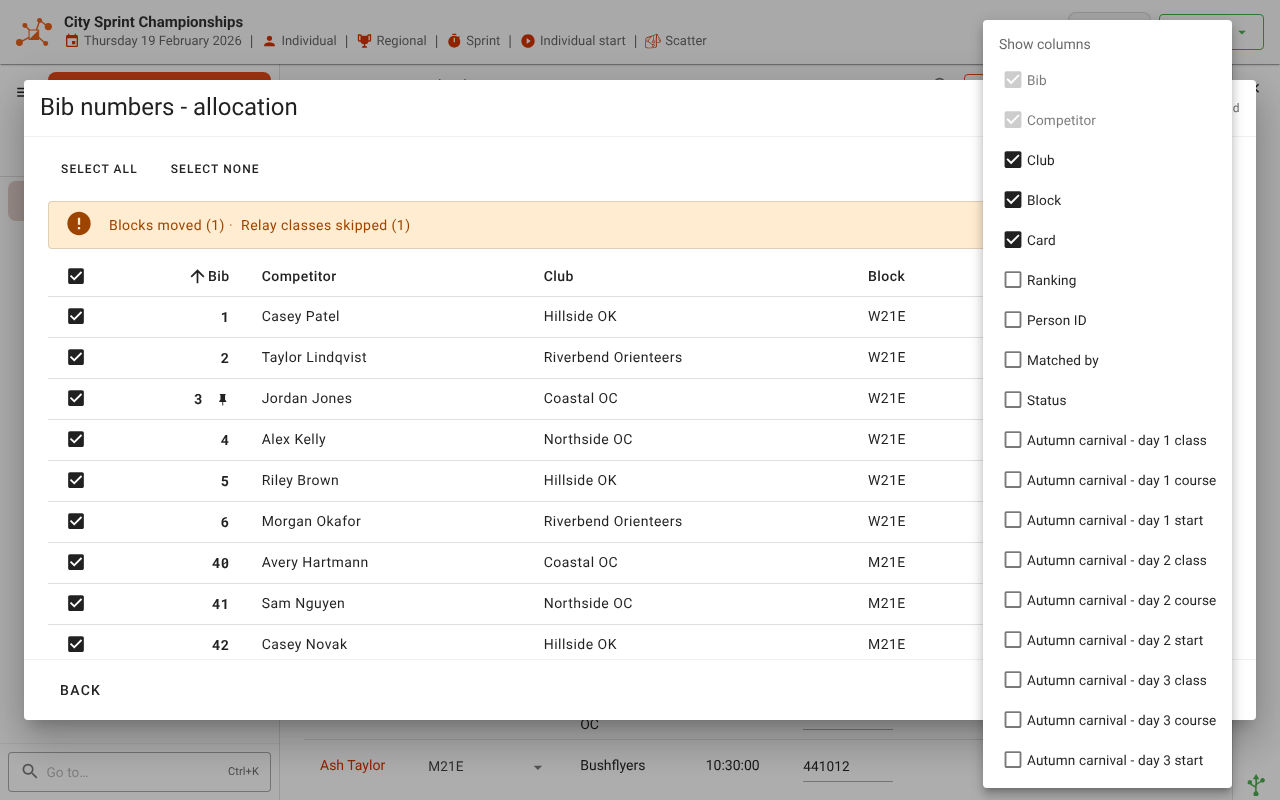 City Sprint Championships
Thursday 19 February 2026 | Individual | Regional | Sprint | Individual start | Scatter
Bib numbers - allocation
SELECT ALL SELECT NONE
Blocks moved (1) · Relay classes skipped (1)
Bib Competitor Club Block
1 Casey Patel Hillside OK W21E
2 Taylor Lindqvist Riverbend Orienteers W21E
3 Jordan Jones Coastal OC W21E
4 Alex Kelly Northside OC W21E
5 Riley Brown Hillside OK W21E
6 Morgan Okafor Riverbend Orienteers W21E
40 Avery Hartmann Coastal OC M21E
41 Sam Nguyen Northside OC M21E
42 Casey Novak Hillside OK M21E
BACK
OC
Go to... Ctrl+K
Ash Taylor M21E Bushflyers 10:30:00 441012
Show columns
Bib
Competitor
Club
Block
Card
Ranking
Person ID
Matched by
Status
Autumn carnival - day 1 class
Autumn carnival - day 1 course
Autumn carnival - day 1 start
Autumn carnival - day 2 class
Autumn carnival - day 2 course
Autumn carnival - day 2 start
Autumn carnival - day 3 class
Autumn carnival - day 3 course
Autumn carnival - day 3 start